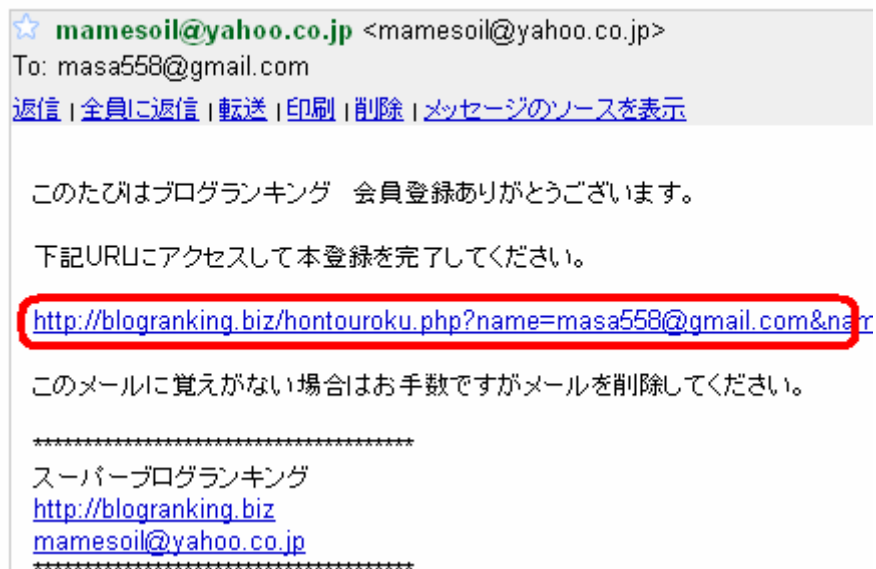 mamesoil@yahoo.co.jp <mamesoil@yahoo.co.jp>
To: masa558@gmail.com
返信 | 全員に返信 | 転送 | 印刷 | 削除 | メッセージのソースを表示
このたびはブログランキング　会員登録ありがとうございます。
下記URLにアクセスして本登録を完了してください。
http://blogranking.biz/hontouroku.php?name=masa558@gmail.com&nam
このメールに覚えがない場合はお手数ですがメールを削除してください。
***************************************
スーパーブログランキング
http://blogranking.biz
mamesoil@yahoo.co.jp
***************************************